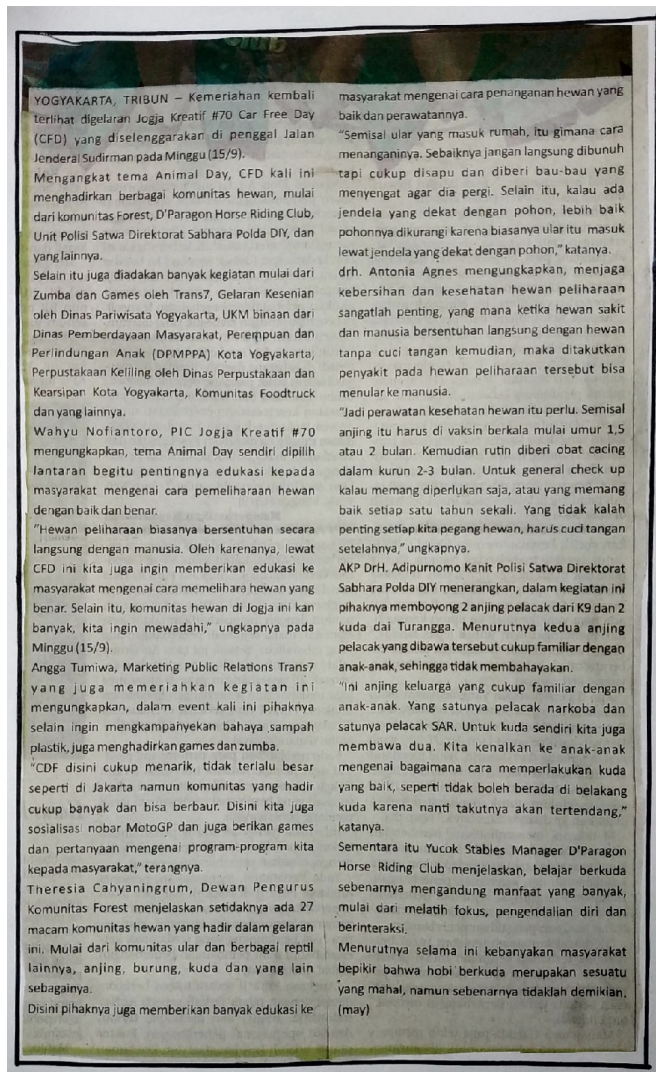 YOGYAKARTA, TRIBUN – Kemeriahan kembali
terlihat digelaran Jogja Kreatif #70 Car Free Day
(CFD) yang diselenggarakan di penggal Jalan
Jenderal Sudirman pada Minggu (15/9).
Mengangkat tema Animal Day, CFD kali ini
menghadirkan berbagai komunitas hewan, mulai
dari komunitas Forest, D'Paragon Horse Riding Club,
Unit Polisi Satwa Direktorat Sabhara Polda DIY, dan
yang lainnya.
Selain itu juga diadakan banyak kegiatan mulai dari
Zumba dan Games oleh Trans7, Gelaran Kesenian
oleh Dinas Pariwisata Yogyakarta, UKM binaan dari
Dinas Pemberdayaan Masyarakat, Perempuan dan
Perlindungan Anak (DPMPPA) Kota Yogyakarta,
Perpustakaan Keliling oleh Dinas Perpustakaan dan
Kearsipan Kota Yogyakarta, Komunitas Foodtruck
dan yang lainnya.
Wahyu Nofiantoro, PIC Jogja Kreatif #70
mengungkapkan, tema Animal Day sendiri dipilih
lantaran begitu pentingnya edukasi kepada
masyarakat mengenai cara pemeliharaan hewan
dengan baik dan benar.
"Hewan peliharaan biasanya bersentuhan secara
langsung dengan manusia. Oleh karenanya, lewat
CFD ini kita juga ingin memberikan edukasi ke
masyarakat mengenai cara memelihara hewan yang
benar. Selain itu, komunitas hewan di Jogja ini kan
banyak, kita ingin mewadahi," ungkapnya pada
Minggu (15/9).
Angga Tumiwa, Marketing Public Relations Trans7
yang juga memeriahkan kegiatan ini
mengungkapkan, dalam event kali ini pihaknya
selain ingin mengkampahyekan bahaya sampah
plastik, juga menghadirkan games dan zumba.
"CDF disini cukup menarik, tidak terlalu besar
seperti di Jakarta namun komunitas yang hadir
cukup banyak dan bisa berbaur. Disini kita juga
sosialisasi nobar MotoGP dan juga berikan games
dan pertanyaan mengenai program-program kita
kepada masyarakat," terangnya.
Theresia Cahyaningrum, Dewan Pengurus
Komunitas Forest menjelaskan setidaknya ada 27
macam komunitas hewan yang hadir dalam gelaran
ini. Mulai dari komunitas ular dan berbagai reptil
lainnya, anjing, burung, kuda dan yang lain
sebagainya.
Disini pihaknya juga memberikan banyak edukasi ke
masyarakat mengenai cara penanganan hewan yang
baik dan perawatannya.
"Semisal ular yang masuk rumah, itu gimana cara
menanganinya. Sebaiknya jangan langsung dibunuh
tapi cukup disapu dan diberi bau-bau yang
menyengat agar dia pergi. Selain itu, kalau ada
jendela yang dekat dengan pohon, lebih baik
pohonnya dikurangi karena biasanya ular itu masuk
lewat jendela yang dekat dengan pohon," katanya.
drh. Antonia Agnes mengungkapkan, menjaga
kebersihan dan kesehatan hewan peliharaan
sangatlah penting, yang mana ketika hewan sakit
dan manusia bersentuhan langsung dengan hewan
tanpa cuci tangan kemudian, maka ditakutkan
penyakit pada hewan peliharaan tersebut bisa
menular ke manusia.
"Jadi perawatan kesehatan hewan itu perlu. Semisal
anjing itu harus di vaksin berkala mulai umur 1,5
atau 2 bulan. Kemudian rutin diberi obat cacing
dalam kurun 2-3 bulan. Untuk general check up
kalau memang diperlukan saja, atau yang memang
baik setiap satu tahun sekali. Yang tidak kalah
penting setiap kita pegang hewan, harus cuci tangan
setelahnya," ungkapnya.
AKP DrH. Adipurnomo Kanit Polisi Satwa Direktorat
Sabhara Polda DIY menerangkan, dalam kegiatan ini
pihaknya memboyong 2 anjing pelacak dari K9 dan 2
kuda dai Turangga. Menurutnya kedua anjing
pelacak yang dibawa tersebut cukup familiar dengan
anak-anak, sehingga tidak membahayakan.
"Ini anjing keluarga yang cukup familiar dengan
anak-anak. Yang satunya pelacak narkoba dan
satunya pelacak SAR. Untuk kuda sendiri kita juga
membawa dua. Kita kenalkan ke anak-anak
mengenai bagaimana cara memperlakukan kuda
yang baik, seperti tidak boleh berada di belakang
kuda karena nanti takutnya akan tertendang,"
katanya.
Sementara itu Yucok Stables Manager D'Paragon
Horse Riding Club menjelaskan, belajar berkuda
sebenarnya mengandung manfaat yang banyak,
mulai dari melatih fokus, pengendalian diri dan
berinteraksi.
Menurutnya selama ini kebanyakan masyarakat
bepikir bahwa hobi berkuda merupakan sesuatu
yang mahal, namun sebenarnya tidaklah demikian.
(may)